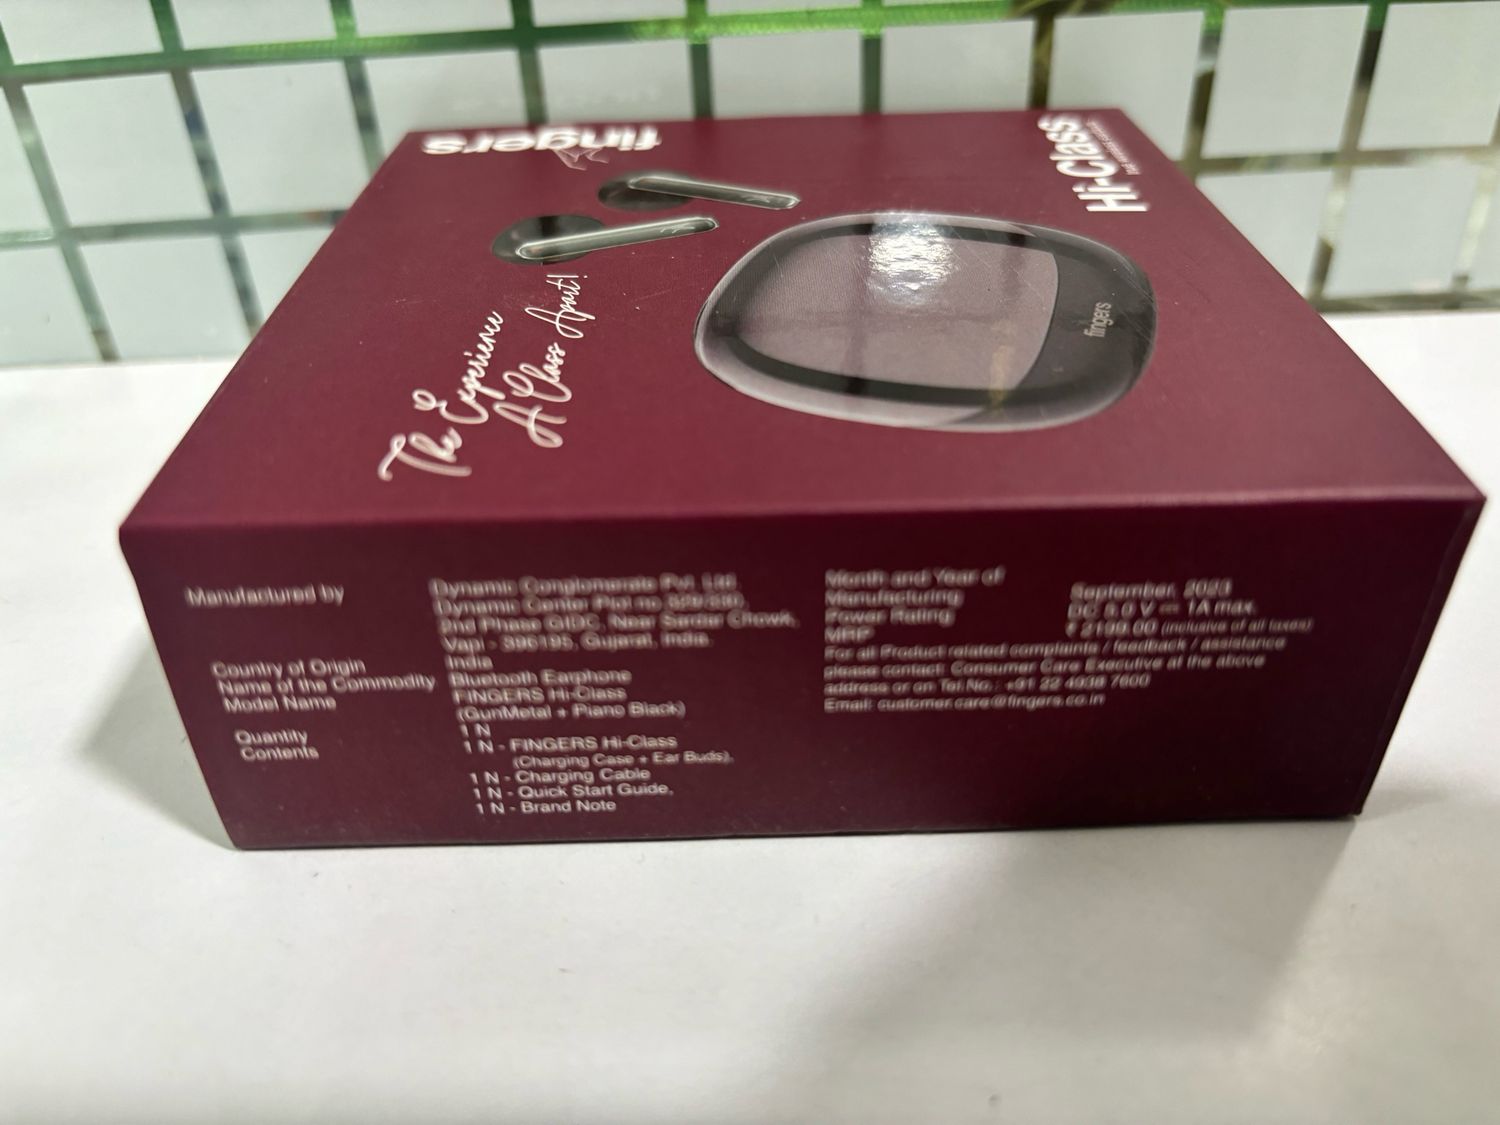 fingers
Hi-Class
fingers
The Experience
A Class Apart!
Manufactured by
Dynamic Conglomerate Pvt. Ltd.
Dynamic Center Plot no
IInd Phase GIDC, Near Sardar Chowk,
Vapi - 396195, Gujarat, India.
Country of Origin
India
Name of the Commodity
Bluetooth Earphone
Model Name
FINGERS Hi-Class
(GunMetal + Piano Black)
Quantity
1 N
Contents
1 N - FINGERS Hi-Class
(Charging Case + Ear Buds),
1 N - Charging Cable
1 N - Quick Start Guide,
1 N - Brand Note
Month and Year of
Manufacturing
September,
Power Rating
DC 5.0 V ⎓ 1A max.
MRP
₹ (inclusive of all taxes)
For all Product related complaints / feedback / assistance
please contact: Consumer Care Executive at the above
address or on Tel.No.: +91 22 7600
Email: customer.care@fingers.co.in